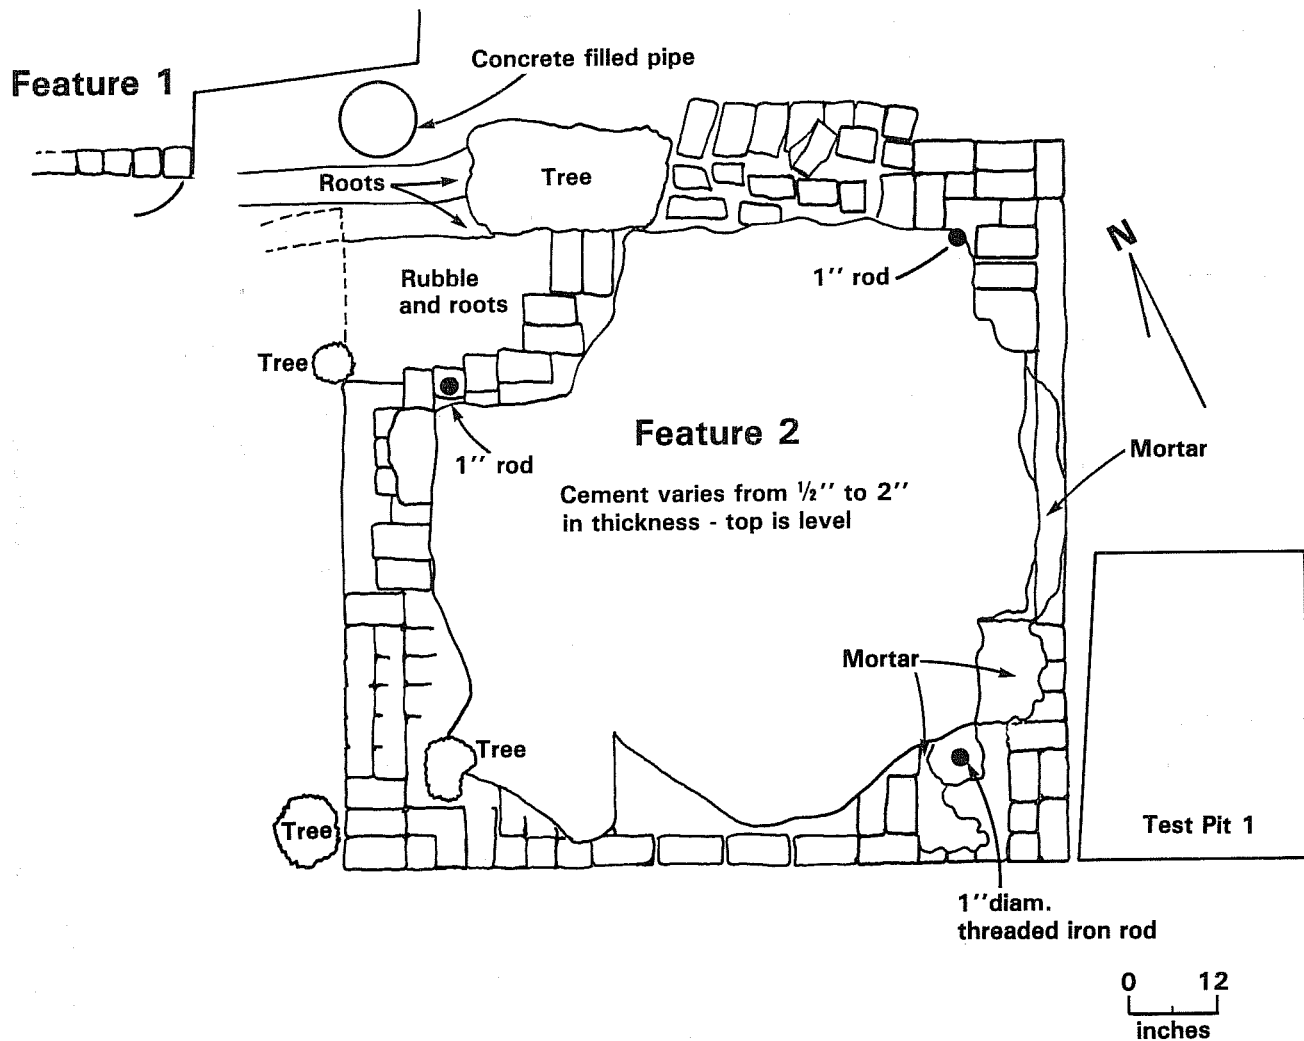 Concrete filled pipe
Feature 1
Roots
Tree
N
1'' rod
Rubble
and roots
Tree
Feature 2
1'' rod
Mortar
Cement varies from ½'' to 2''
in thickness - top is level
Mortar
Tree
Tree
Test Pit 1
1''diam.
threaded iron rod
0 12
inches